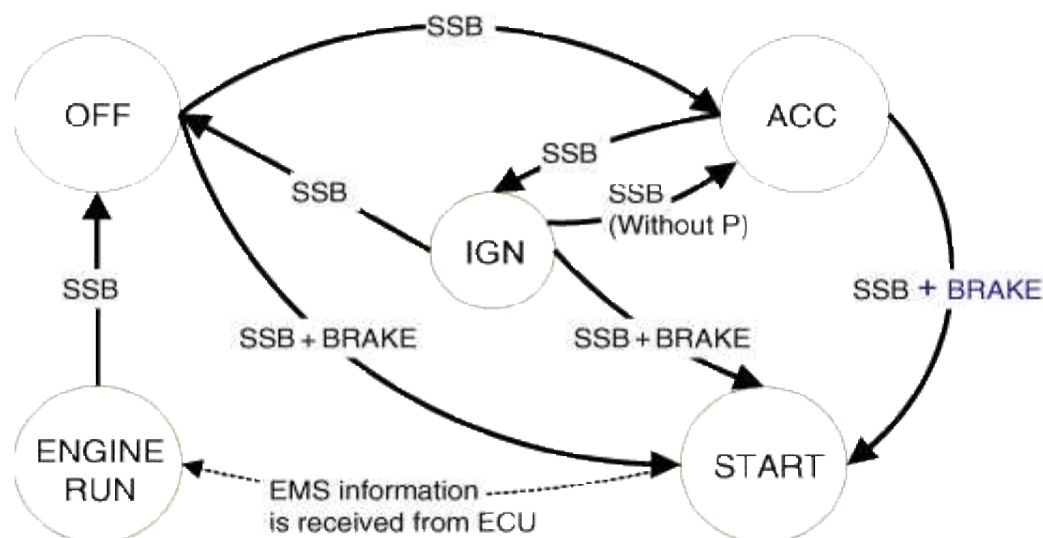 SSB
OFF
ACC
SSB
SSB
SSB
(Without P)
IGN
SSB
SSB + BRAKE
SSB + BRAKE
SSB + BRAKE
ENGINE
RUN
START
EMS information
is received from ECU